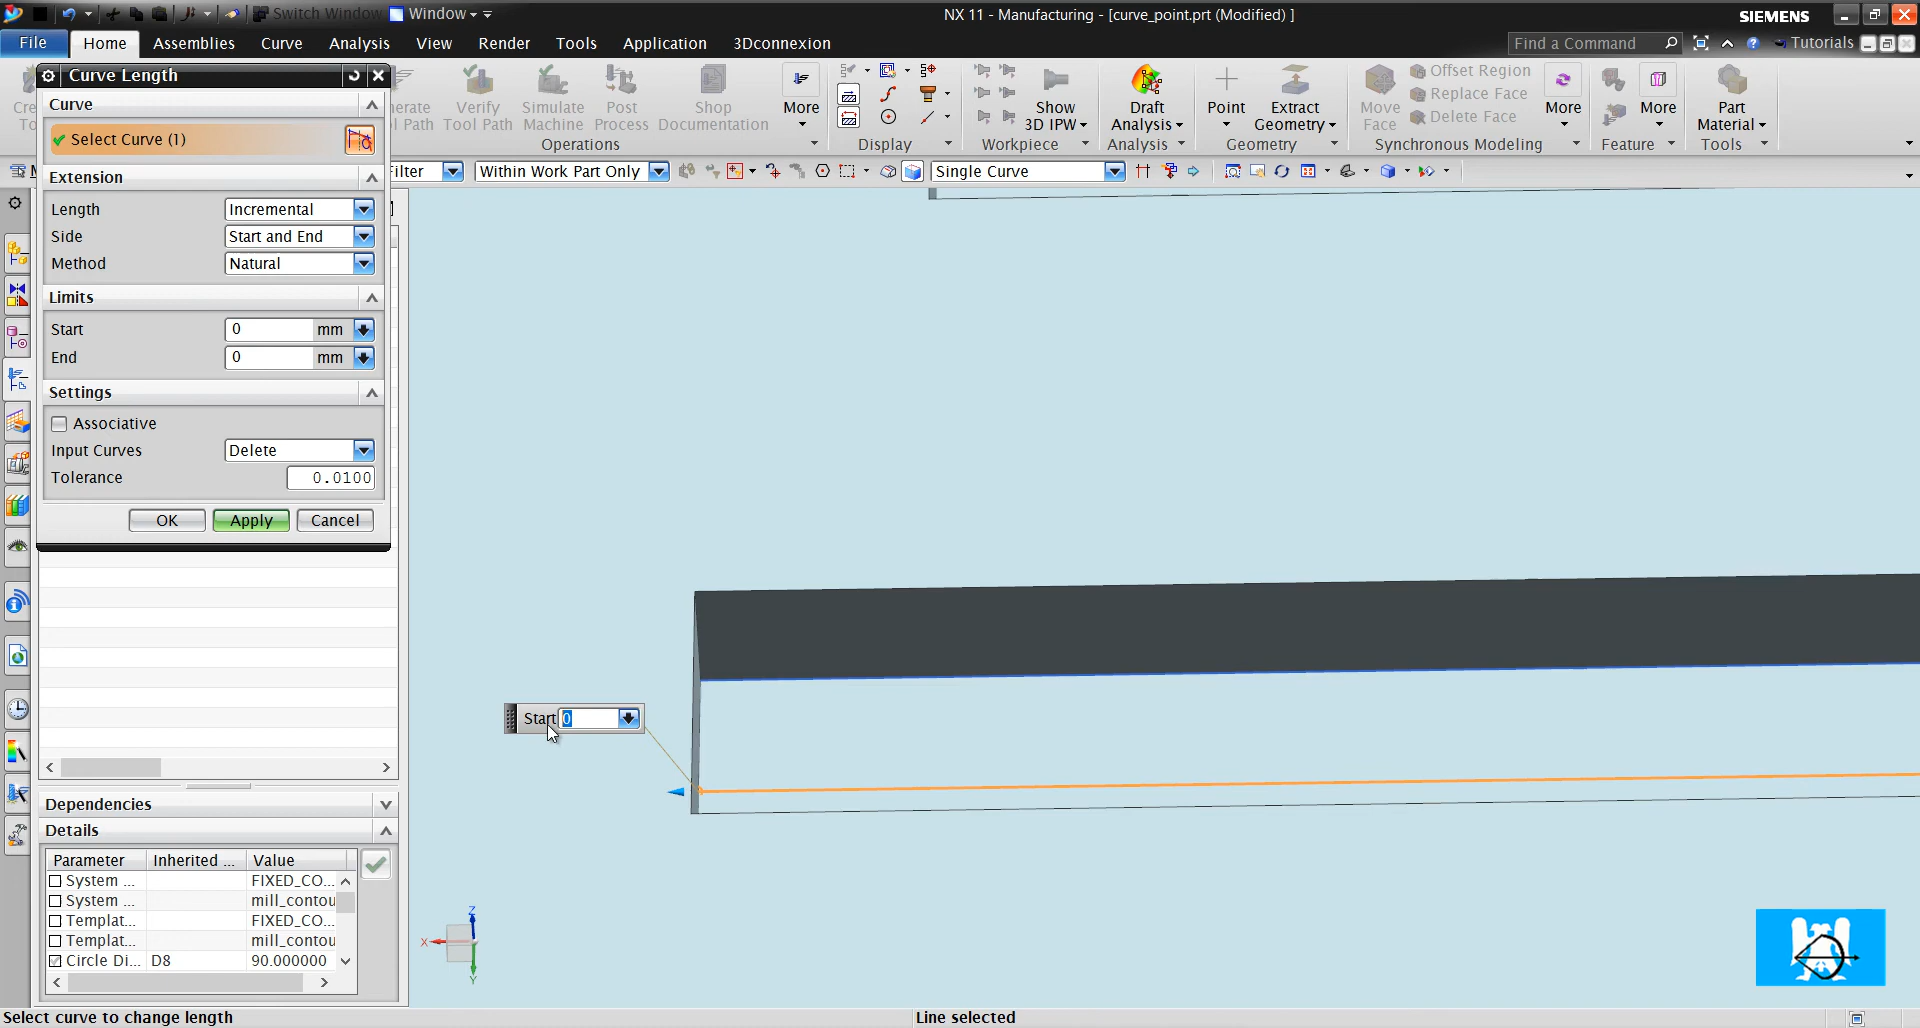 Switch Window Window
NX 11 - Manufacturing - [curve_point.prt (Modified) ]
SIEMENS
File Home Assemblies Curve Analysis View Render Tools Application 3Dconnexion
Find a Command
Tutorials
Curve Length
Curve
Select Curve (1)
Extension
Length Incremental
Side Start and End
Method Natural
Limits
Start 0 mm
End 0 mm
Settings
Associative
Input Curves Delete
Tolerance 0.0100
OK Apply Cancel
Verify
Tool Path
Simulate
Machine
Post
Process
Shop
Documentation
More
Operations
Display
Show
3D IPW
Workpiece
Draft
Analysis
Analysis
Point
Extract
Geometry
Geometry
Move
Face
Offset Region
Replace Face
Delete Face
More
Synchronous Modeling
More
Feature
Part
Material
Tools
Within Work Part Only
Single Curve
Start 0
Dependencies
Details
Parameter Inherited ... Value
System ... FIXED_CO...
System ... mill_contou
Templat... FIXED_CO...
Templat... mill_contou
Circle Di... D8 90.000000
X
Z
Y
Select curve to change length
Line selected